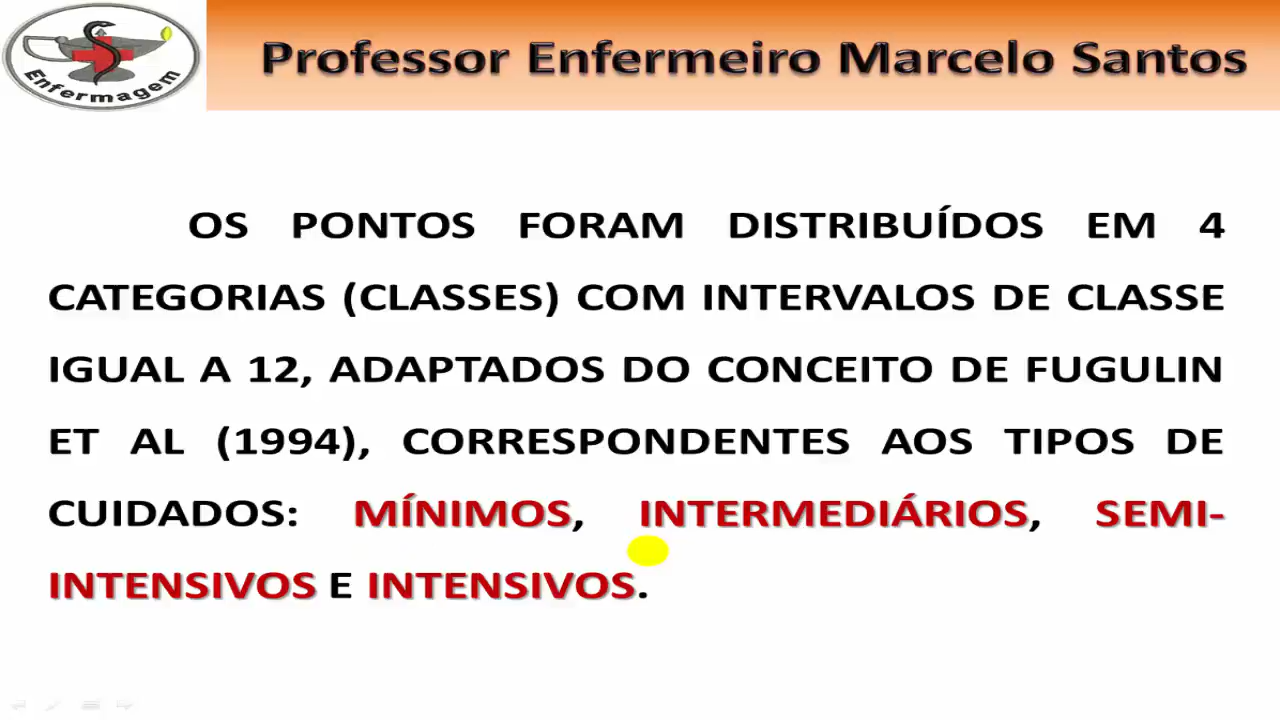 Enfermagem
Professor Enfermeiro Marcelo Santos
OS PONTOS FORAM DISTRIBUÍDOS EM 4
CATEGORIAS (CLASSES) COM INTERVALOS DE CLASSE
IGUAL A 12, ADAPTADOS DO CONCEITO DE FUGULIN
ET AL (1994), CORRESPONDENTES AOS TIPOS DE
CUIDADOS: MÍNIMOS, INTERMEDIÁRIOS, SEMI-
INTENSIVOS E INTENSIVOS.